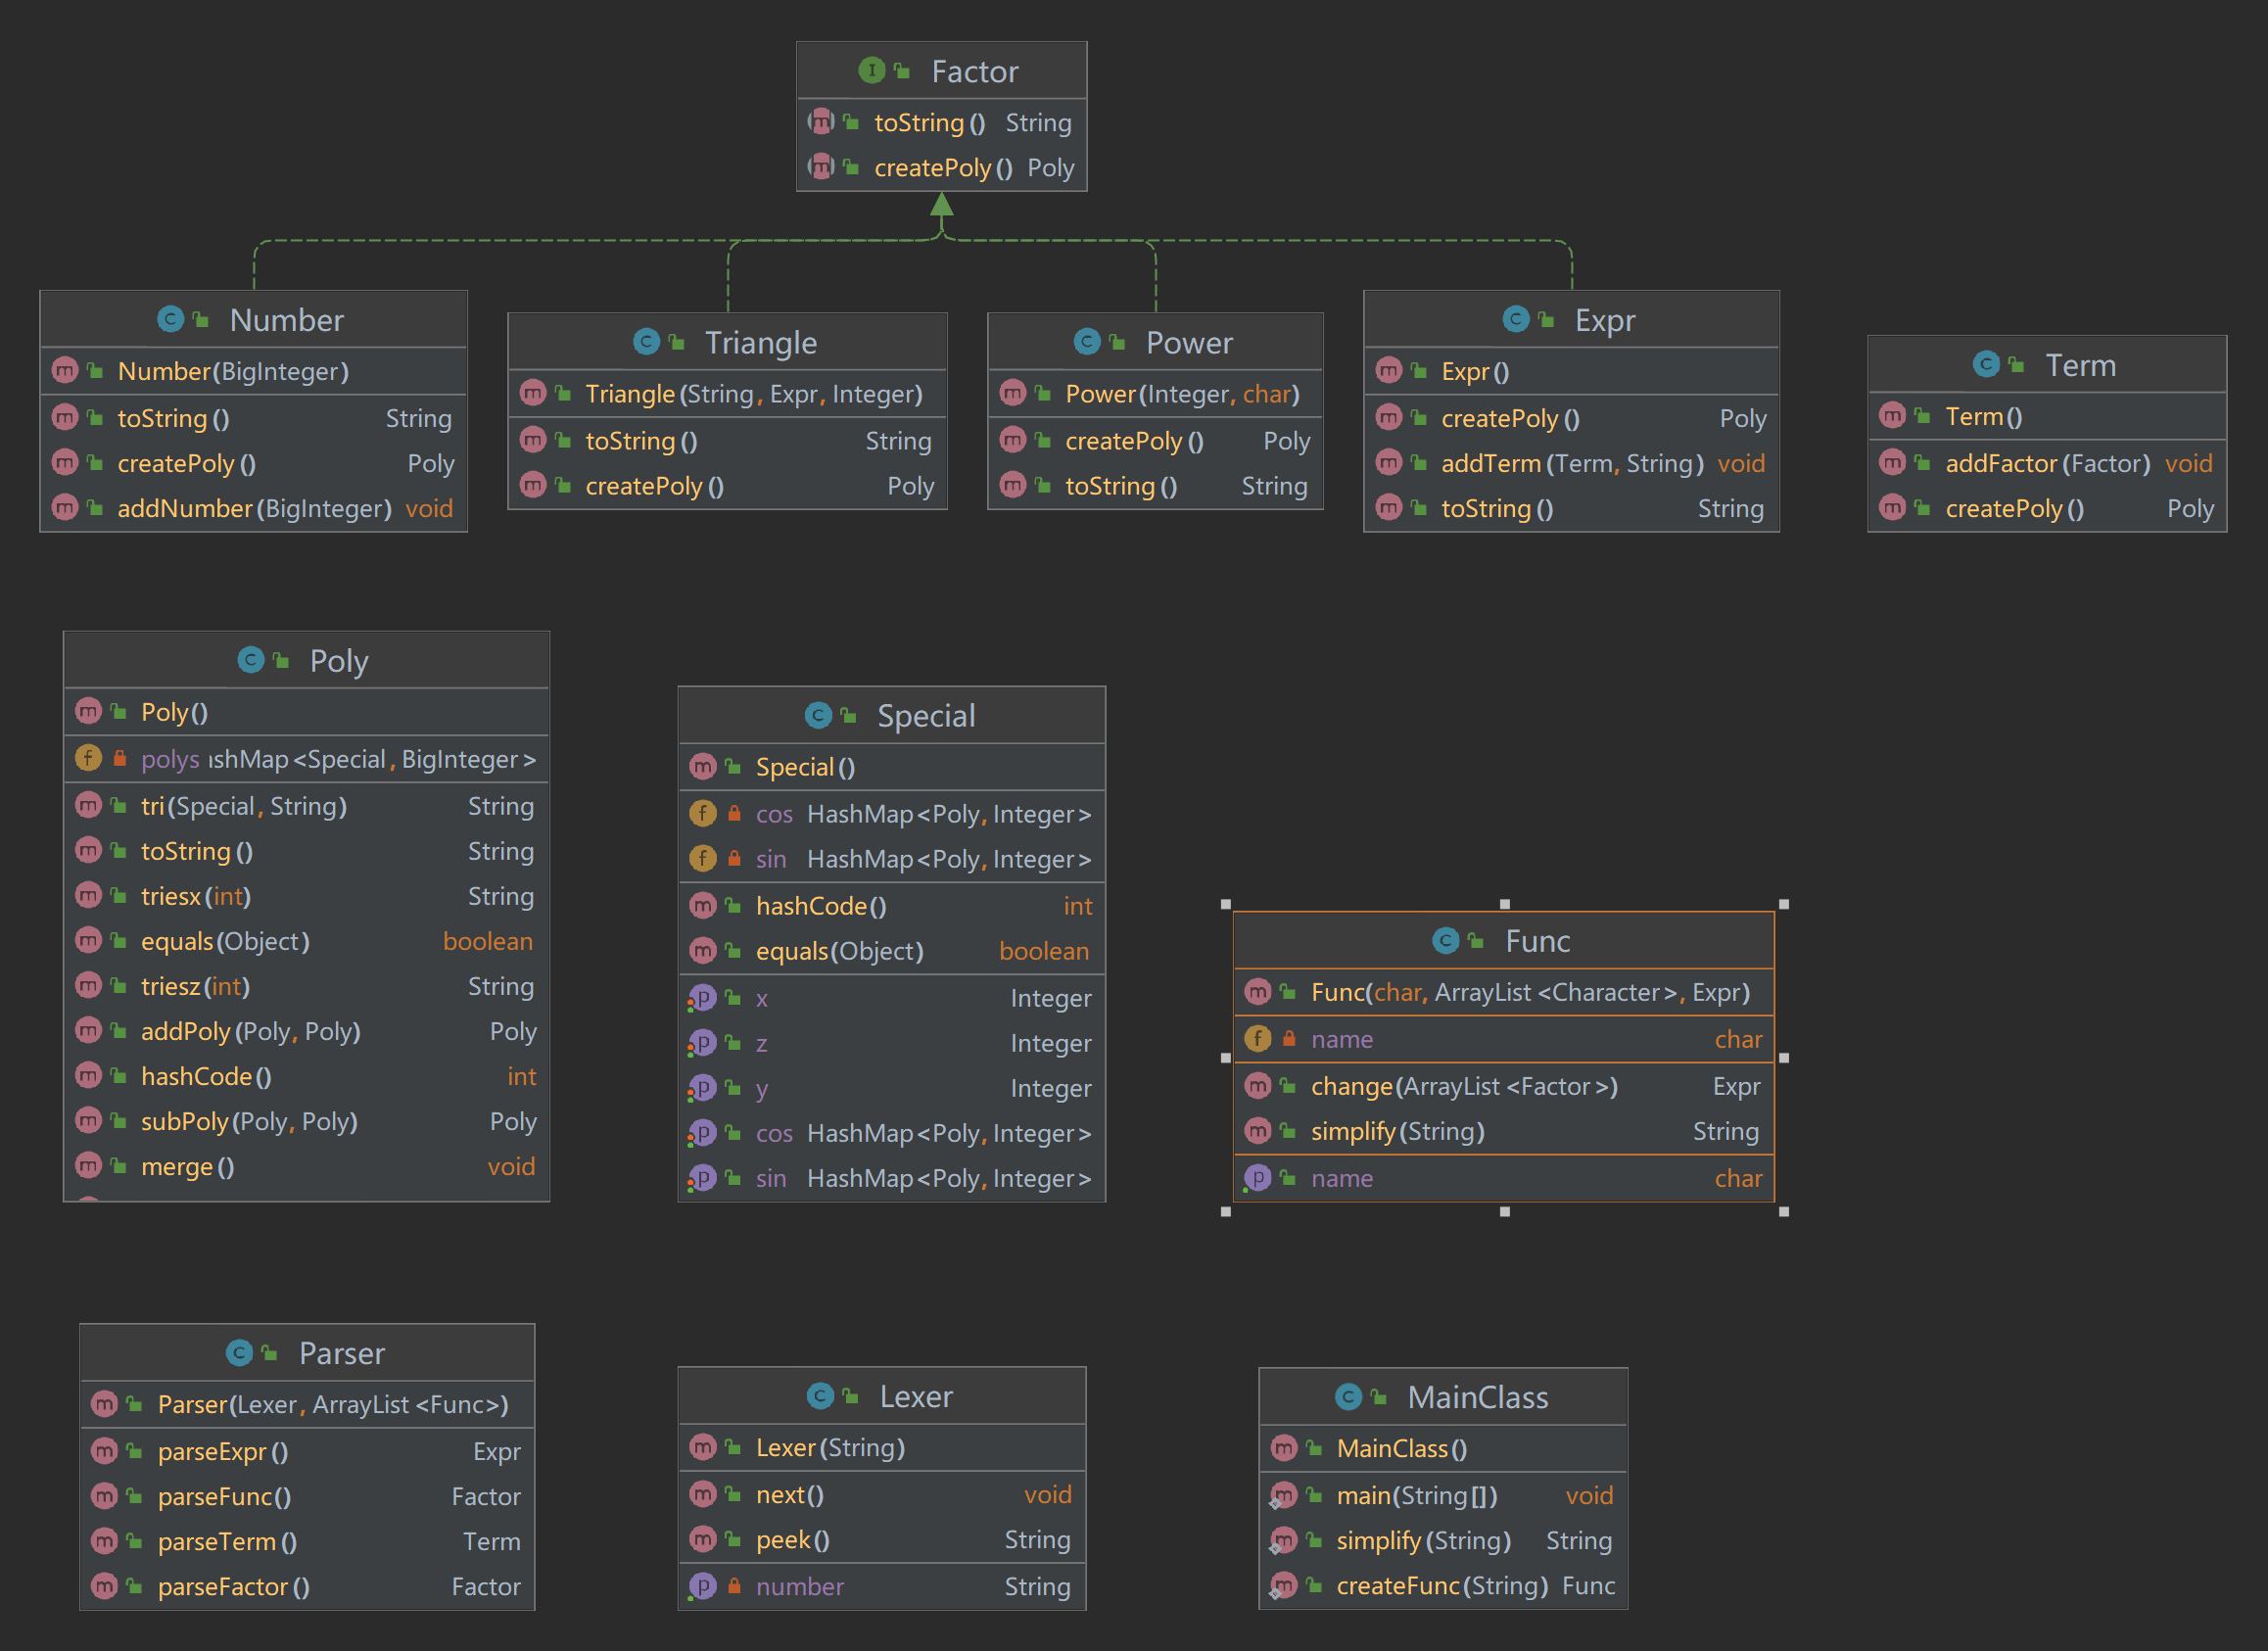 Factor
toString() String
createPoly() Poly
Number
Number(BigInteger)
toString() String
createPoly() Poly
addNumber(BigInteger) void
Triangle
Triangle(String, Expr, Integer)
toString() String
createPoly() Poly
Power
Power(Integer, char)
createPoly() Poly
toString() String
Expr
Expr()
createPoly() Poly
addTerm(Term, String) void
toString() String
Term
Term()
addFactor(Factor) void
createPoly() Poly
Poly
Poly()
polys shMap<Special, BigInteger>
tri(Special, String) String
toString() String
triesx(int) String
equals(Object) boolean
triesz(int) String
addPoly(Poly, Poly) Poly
hashCode() int
subPoly(Poly, Poly) Poly
merge() void
Special
Special()
cos HashMap<Poly, Integer>
sin HashMap<Poly, Integer>
hashCode() int
equals(Object) boolean
x Integer
z Integer
y Integer
cos HashMap<Poly, Integer>
sin HashMap<Poly, Integer>
Func
Func(char, ArrayList<Character>, Expr)
name char
change(ArrayList<Factor>) Expr
simplify(String) String
name char
Parser
Parser(Lexer, ArrayList<Func>)
parseExpr() Expr
parseFunc() Factor
parseTerm() Term
parseFactor() Factor
Lexer
Lexer(String)
next() void
peek() String
number String
MainClass
MainClass()
main(String[]) void
simplify(String) String
createFunc(String) Func